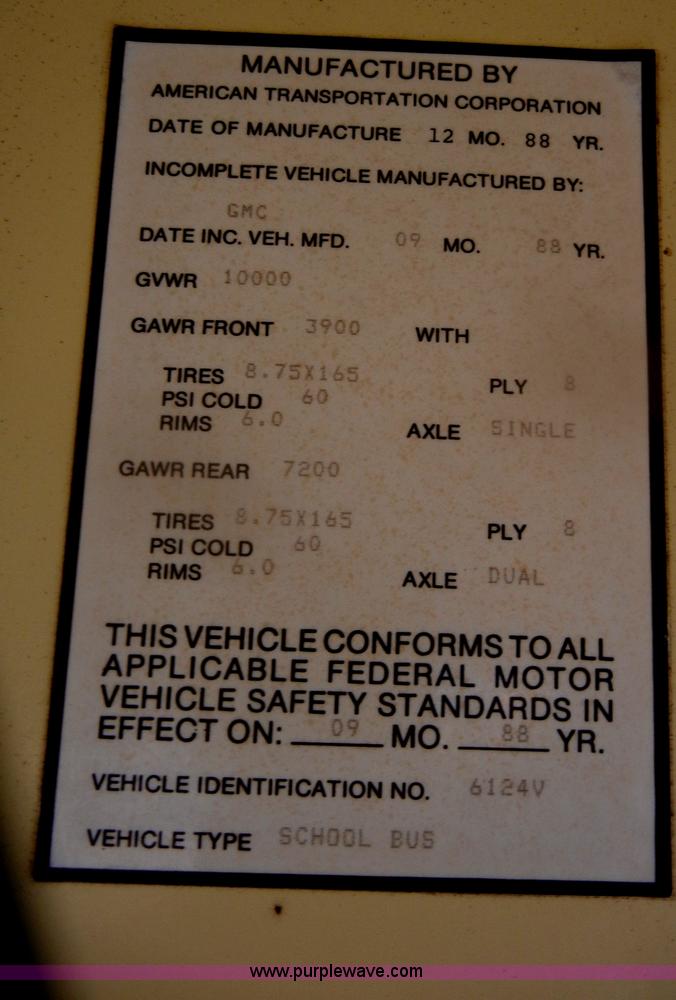 MANUFACTURED BY
AMERICAN TRANSPORTATION CORPORATION
DATE OF MANUFACTURE 12 MO. 88 YR.
INCOMPLETE VEHICLE MANUFACTURED BY:
GMC
DATE INC. VEH. MFD. 09 MO. 88 YR.
GVWR 10000
GAWR FRONT 3900 WITH
TIRES 8.75X165 PLY 8
PSI COLD 60
RIMS 6.0 AXLE SINGLE
GAWR REAR 7200
TIRES 8.75X165 PLY 8
PSI COLD 60
RIMS 6.0 AXLE DUAL
THIS VEHICLE CONFORMS TO ALL
APPLICABLE FEDERAL MOTOR
VEHICLE SAFETY STANDARDS IN
EFFECT ON: 09 MO. 88 YR.
VEHICLE IDENTIFICATION NO. 6124V
VEHICLE TYPE SCHOOL BUS
www.purplewave.com